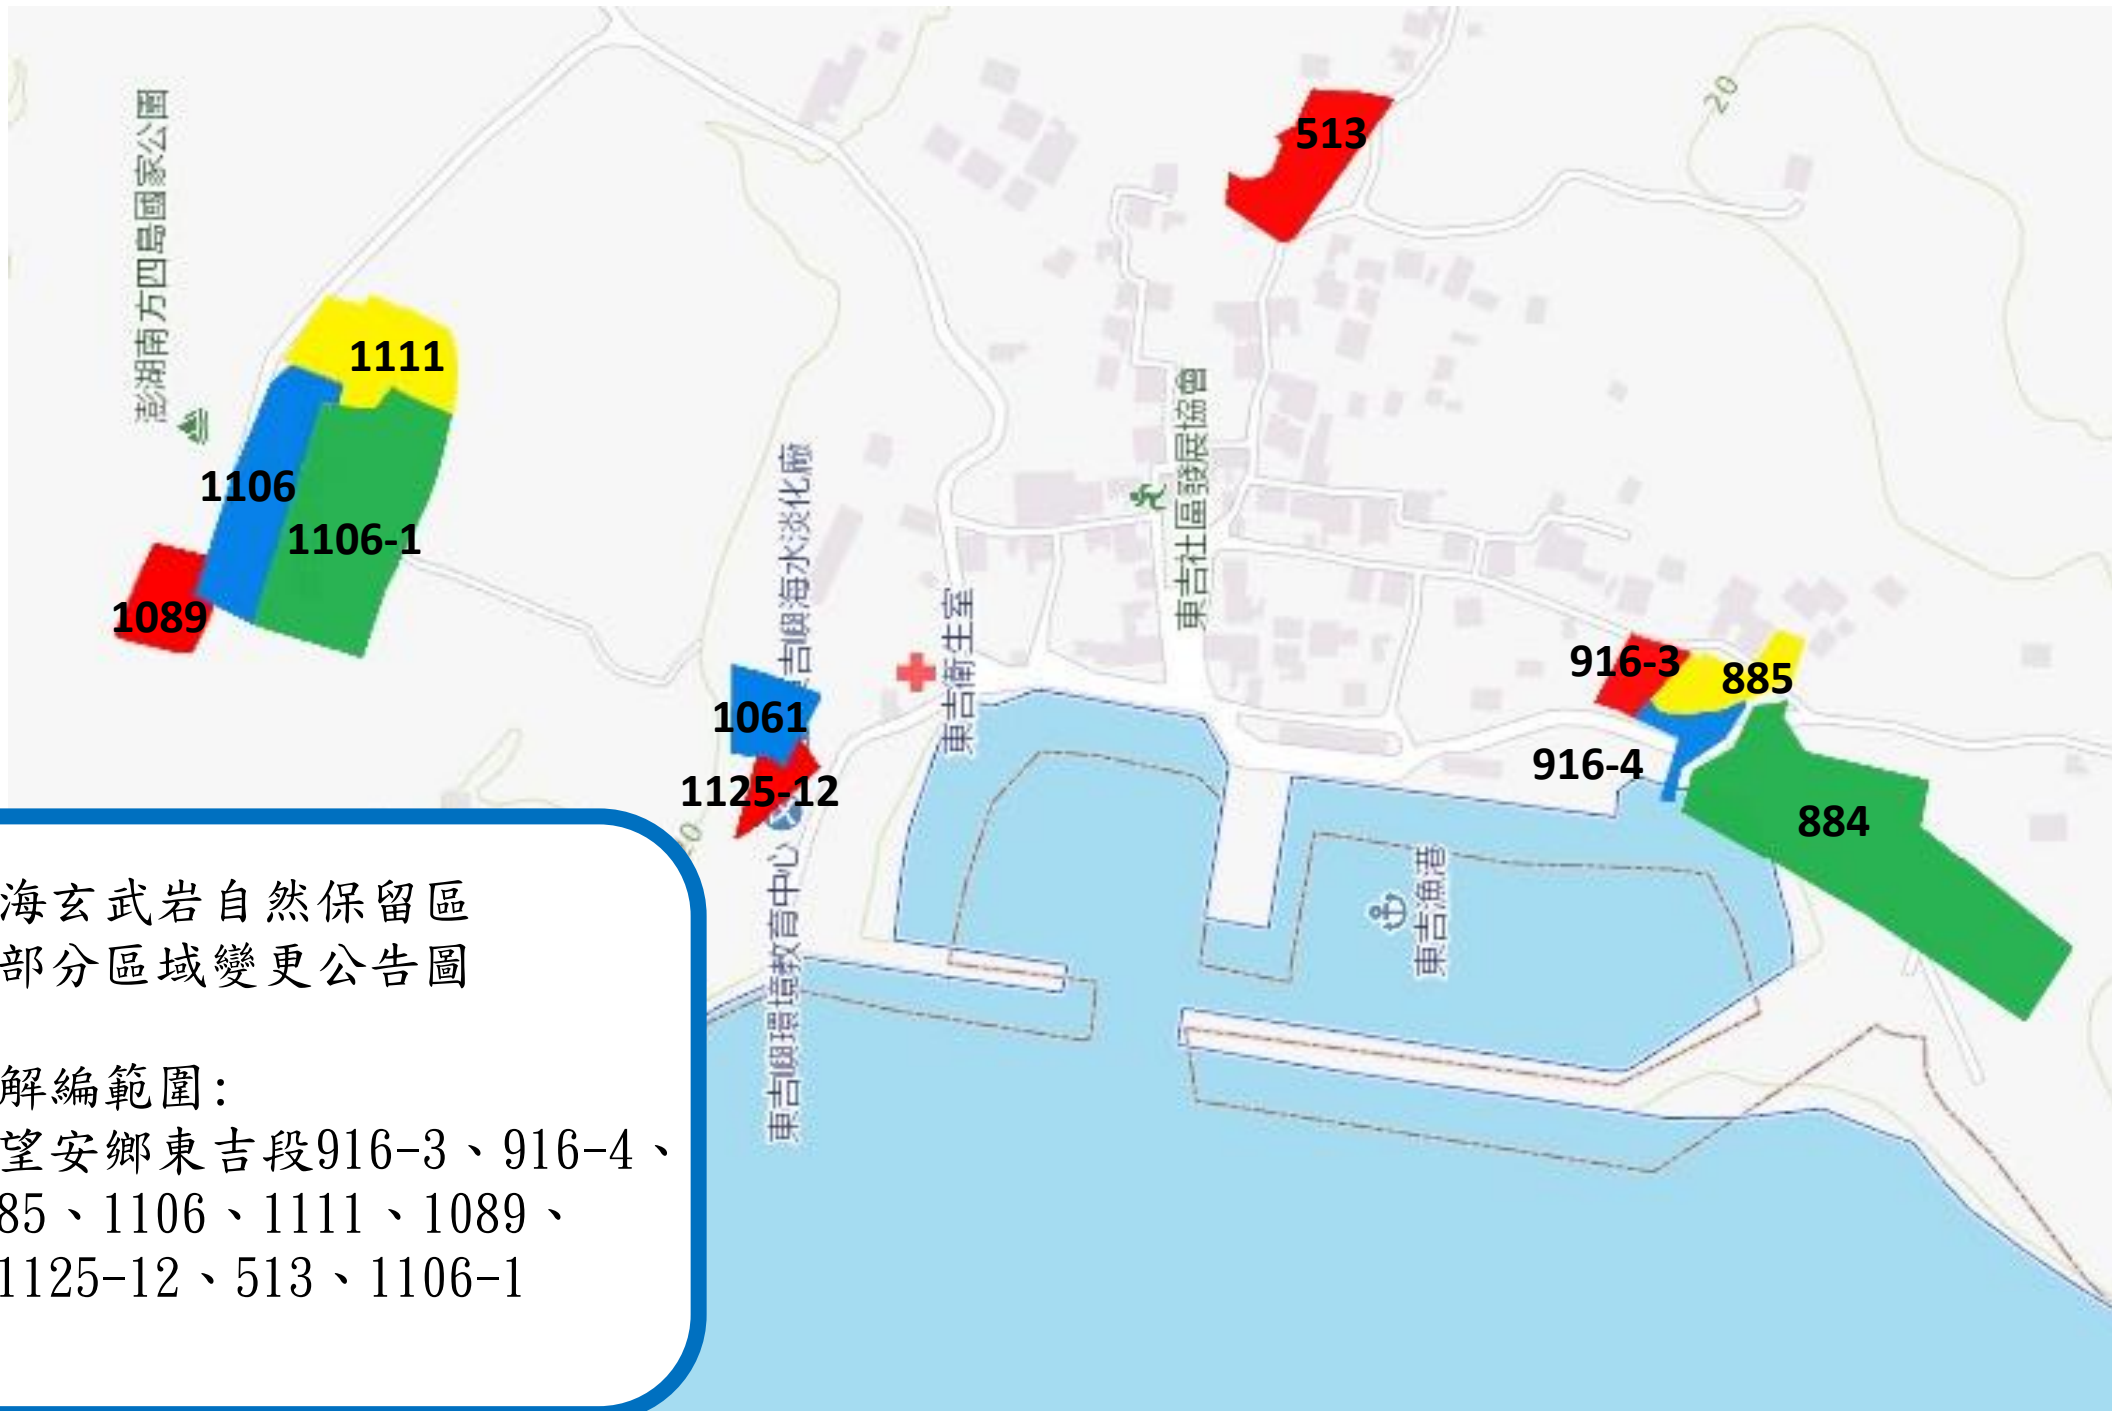 513
20
澎湖南方四島國家公園
1111
1106
1106-1
1089
東吉社區發展協會
吉嶼海水淡化廠
東吉衛生室
916-3
885
1061
916-4
1125-12
884
0
東吉漁港
東吉嶼環境教育中心
海玄武岩自然保留區
部分區域變更公告圖
解編範圍:
望安鄉東吉段916-3、916-4、
85、1106、1111、1089、
1125-12、513、1106-1